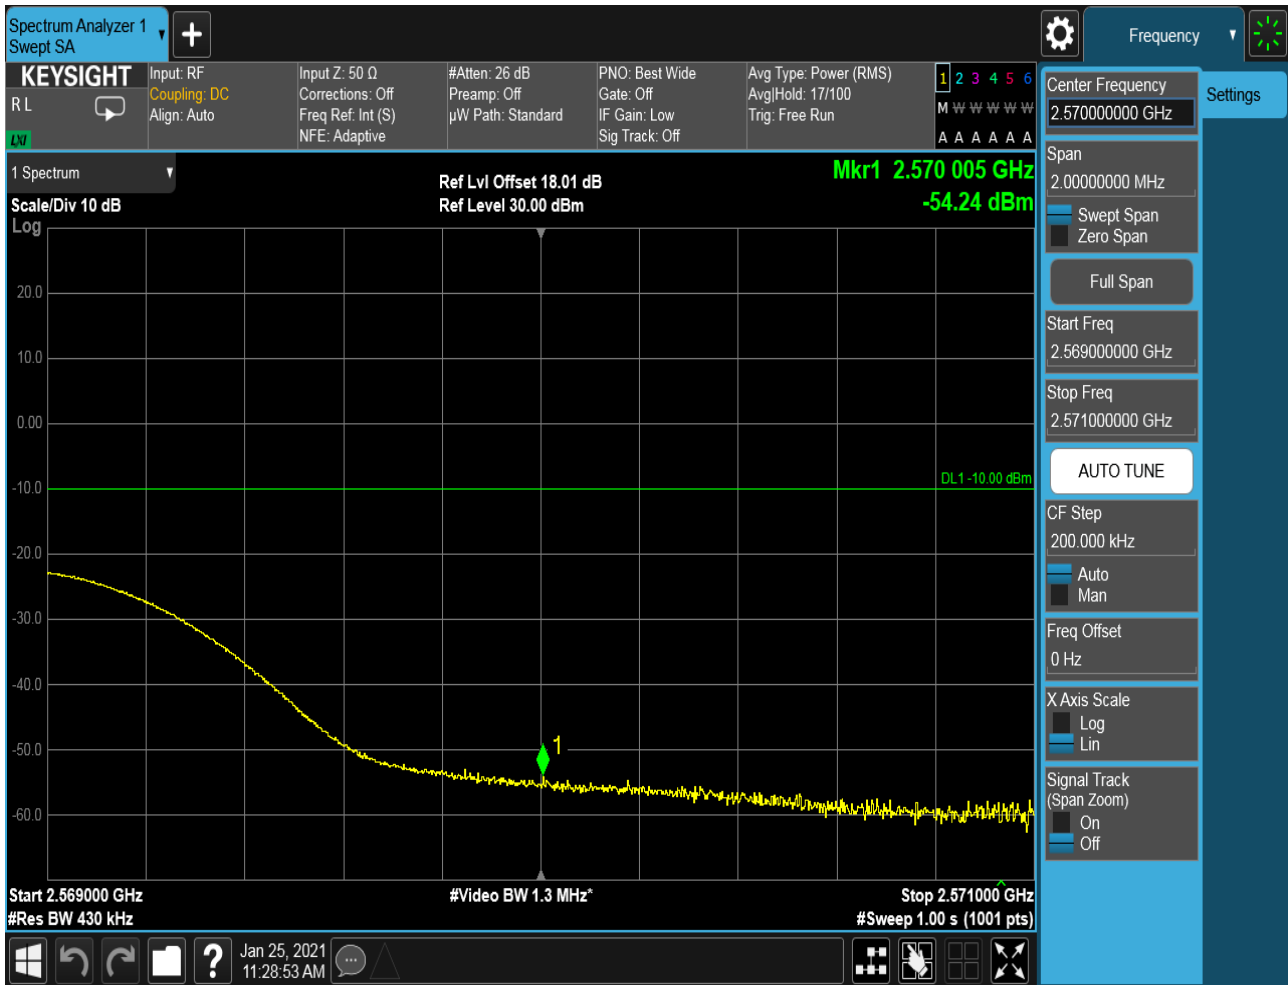 Spectrum Analyzer 1
Swept SA
Frequency
KEYSIGHT
R L
LXI
Input: RF
Coupling: DC
Align: Auto
Input Z: 50 Ω
Corrections: Off
Freq Ref: Int (S)
NFE: Adaptive
#Atten: 26 dB
Preamp: Off
µW Path: Standard
PNO: Best Wide
Gate: Off
IF Gain: Low
Sig Track: Off
Avg Type: Power (RMS)
Avg|Hold: 17/100
Trig: Free Run
1 2 3 4 5 6
M W W W W W
A A A A A A
1 Spectrum
Scale/Div 10 dB
Log
Ref Lvl Offset 18.01 dB
Ref Level 30.00 dBm
Mkr1 2.570 005 GHz
-54.24 dBm
20.0
10.0
0.00
-10.0
DL1 -10.00 dBm
-20.0
-30.0
-40.0
-50.0
1
-60.0
Start 2.569000 GHz
#Video BW 1.3 MHz*
Stop 2.571000 GHz
#Res BW 430 kHz
#Sweep 1.00 s (1001 pts)
?
Jan 25, 2021
11:28:53 AM
Center Frequency
2.570000000 GHz
Settings
Span
2.00000000 MHz
Swept Span
Zero Span
Full Span
Start Freq
2.569000000 GHz
Stop Freq
2.571000000 GHz
AUTO TUNE
CF Step
200.000 kHz
Auto
Man
Freq Offset
0 Hz
X Axis Scale
Log
Lin
Signal Track
(Span Zoom)
On
Off